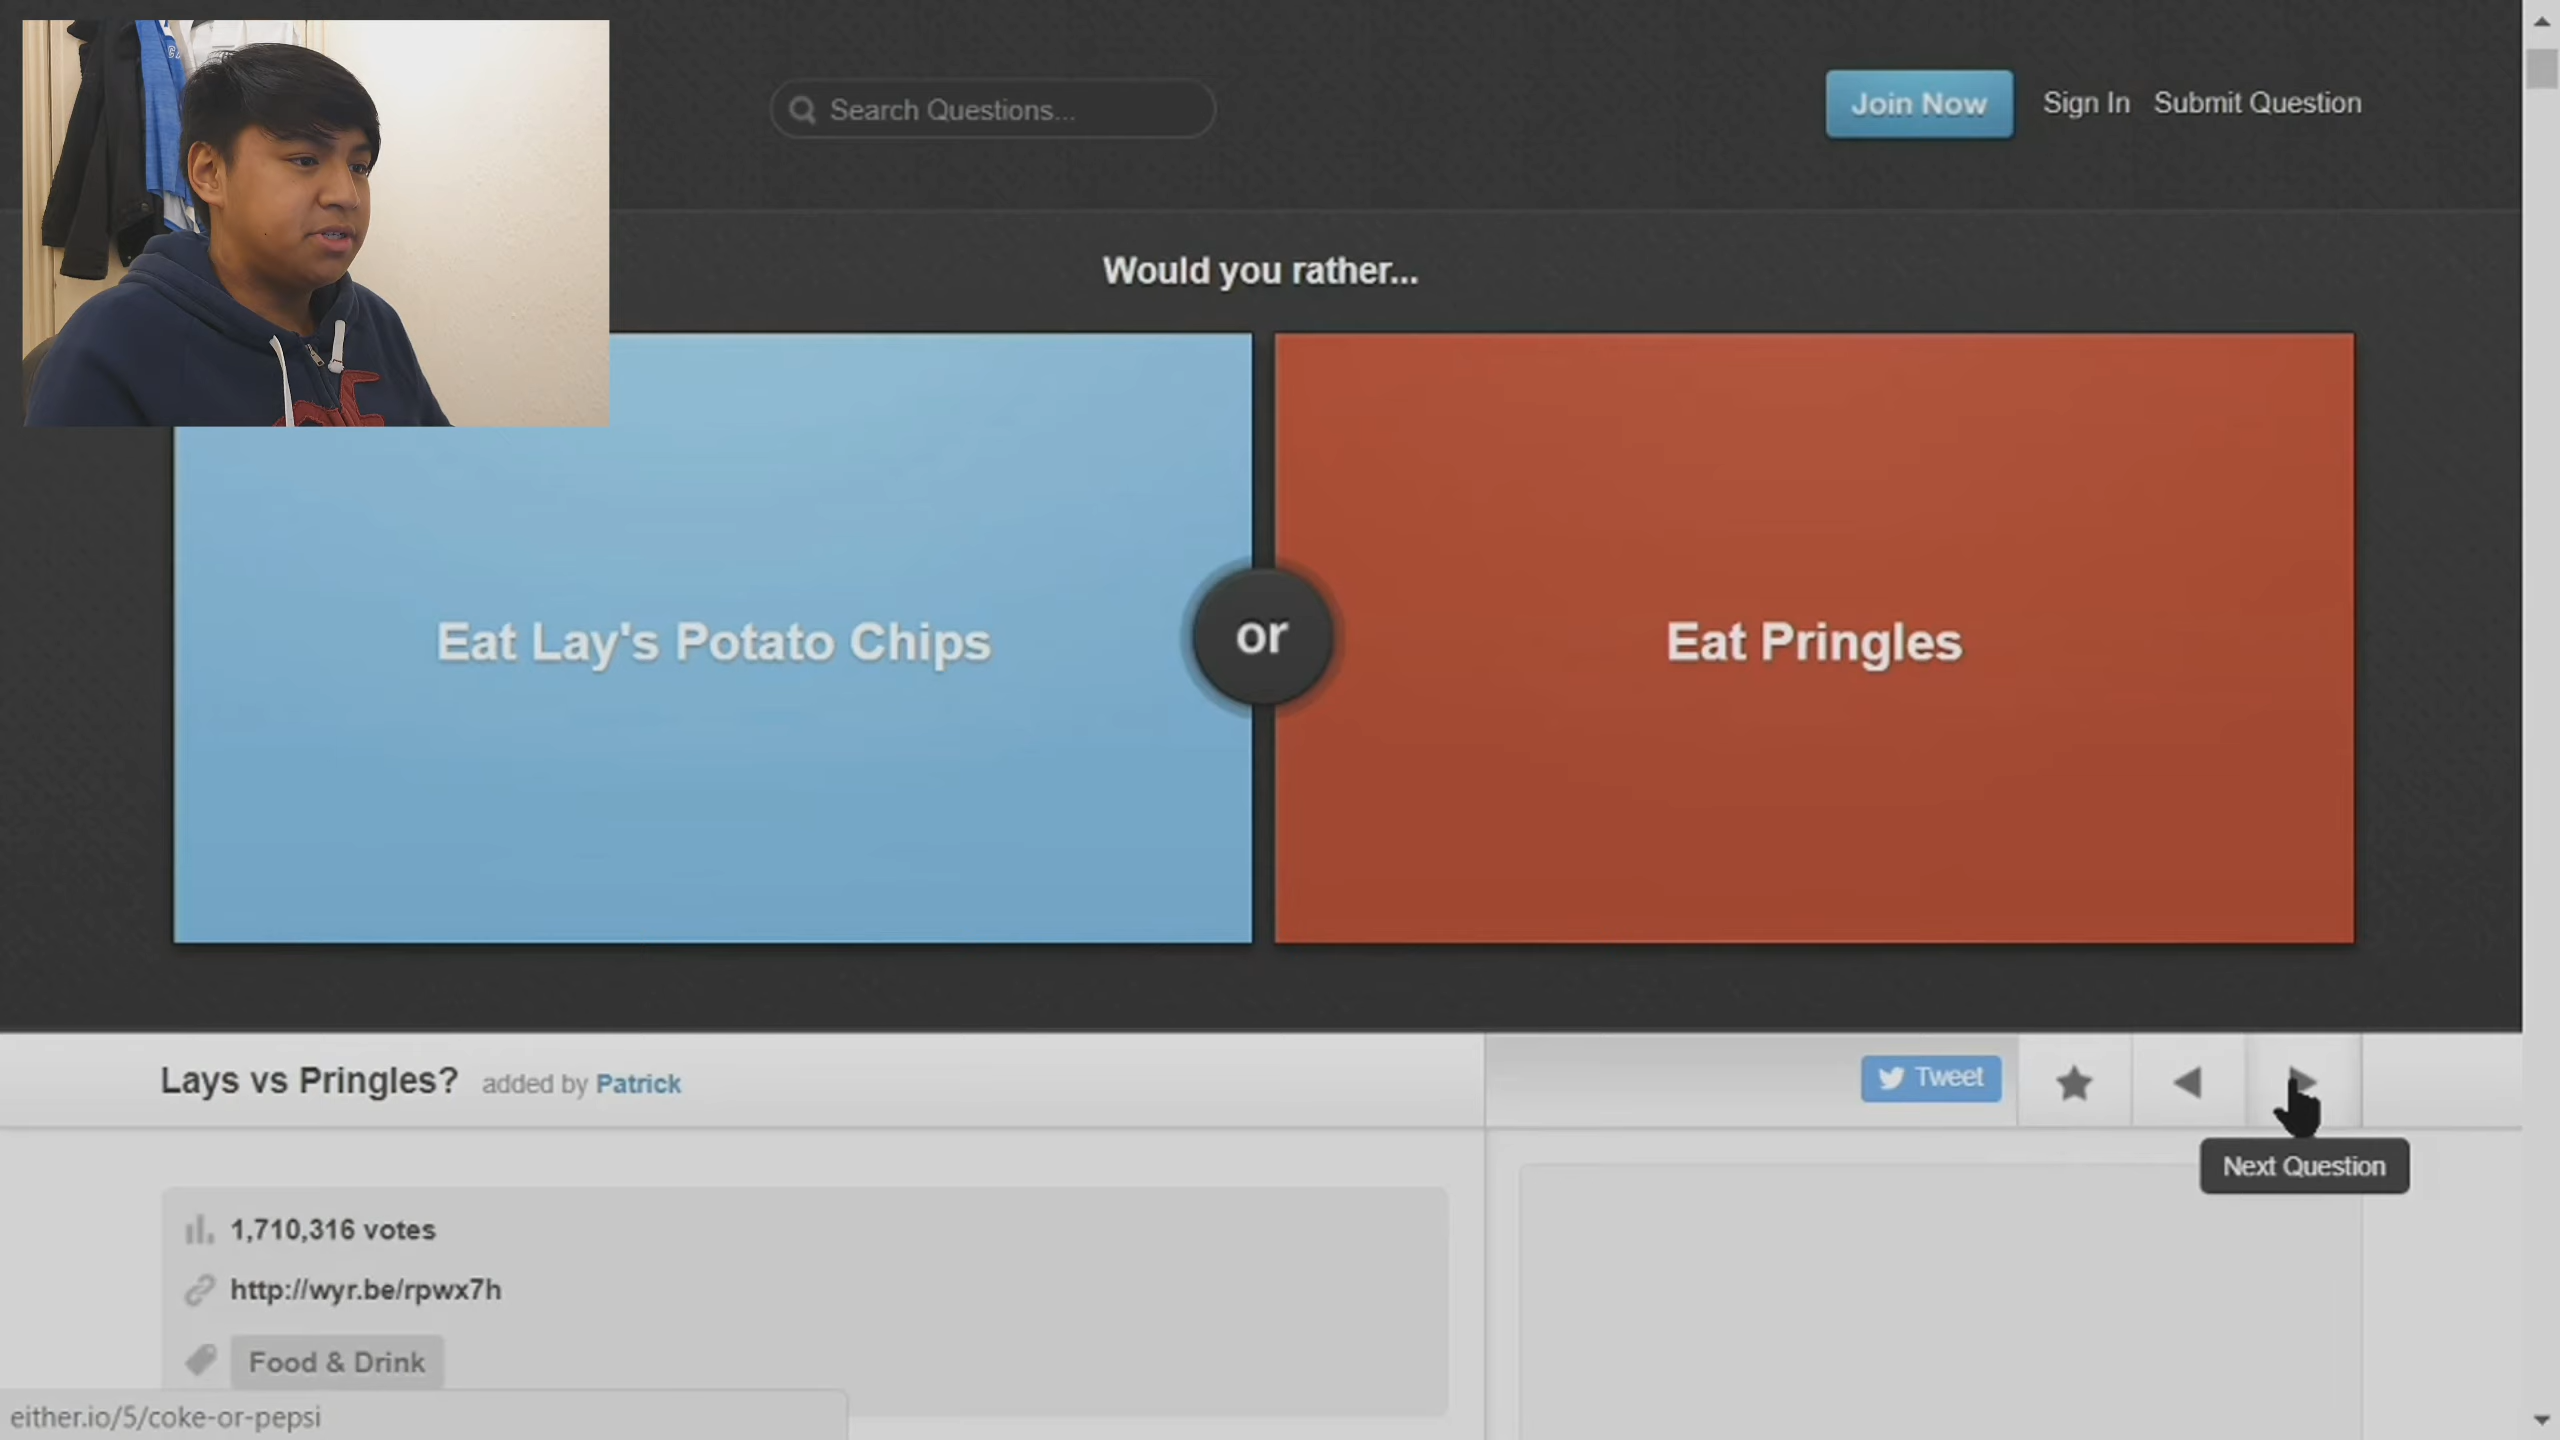 Search Questions...
Join Now
Sign In
Submit Question
Would you rather...
Eat Lay's Potato Chips
or
Eat Pringles
Lays vs Pringles? added by Patrick
Tweet
Next Question
1,710,316 votes
http://wyr.be/rpwx7h
Food & Drink
either.io/5/coke-or-pepsi